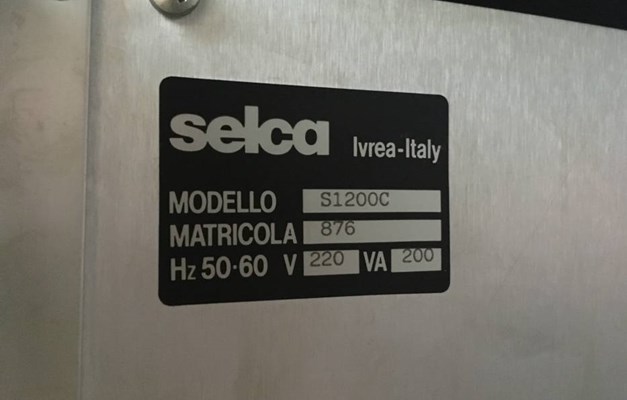 selca Ivrea-Italy
MODELLO S1200C
MATRICOLA 876
Hz 50·60 V 220 VA 200